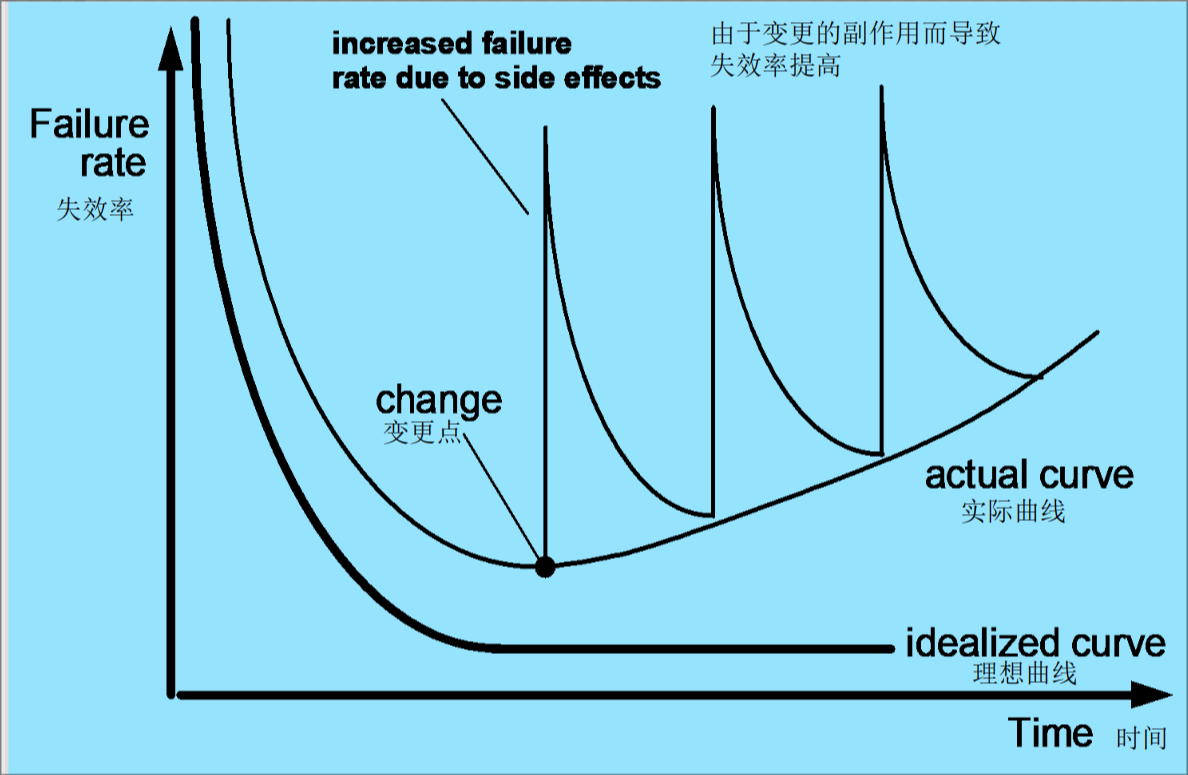 increased failure
rate due to side effects
由于变更的副作用而导致
失效率提高
Failure
rate
失效率
change
变更点
actual curve
实际曲线
idealized curve
理想曲线
Time 时间